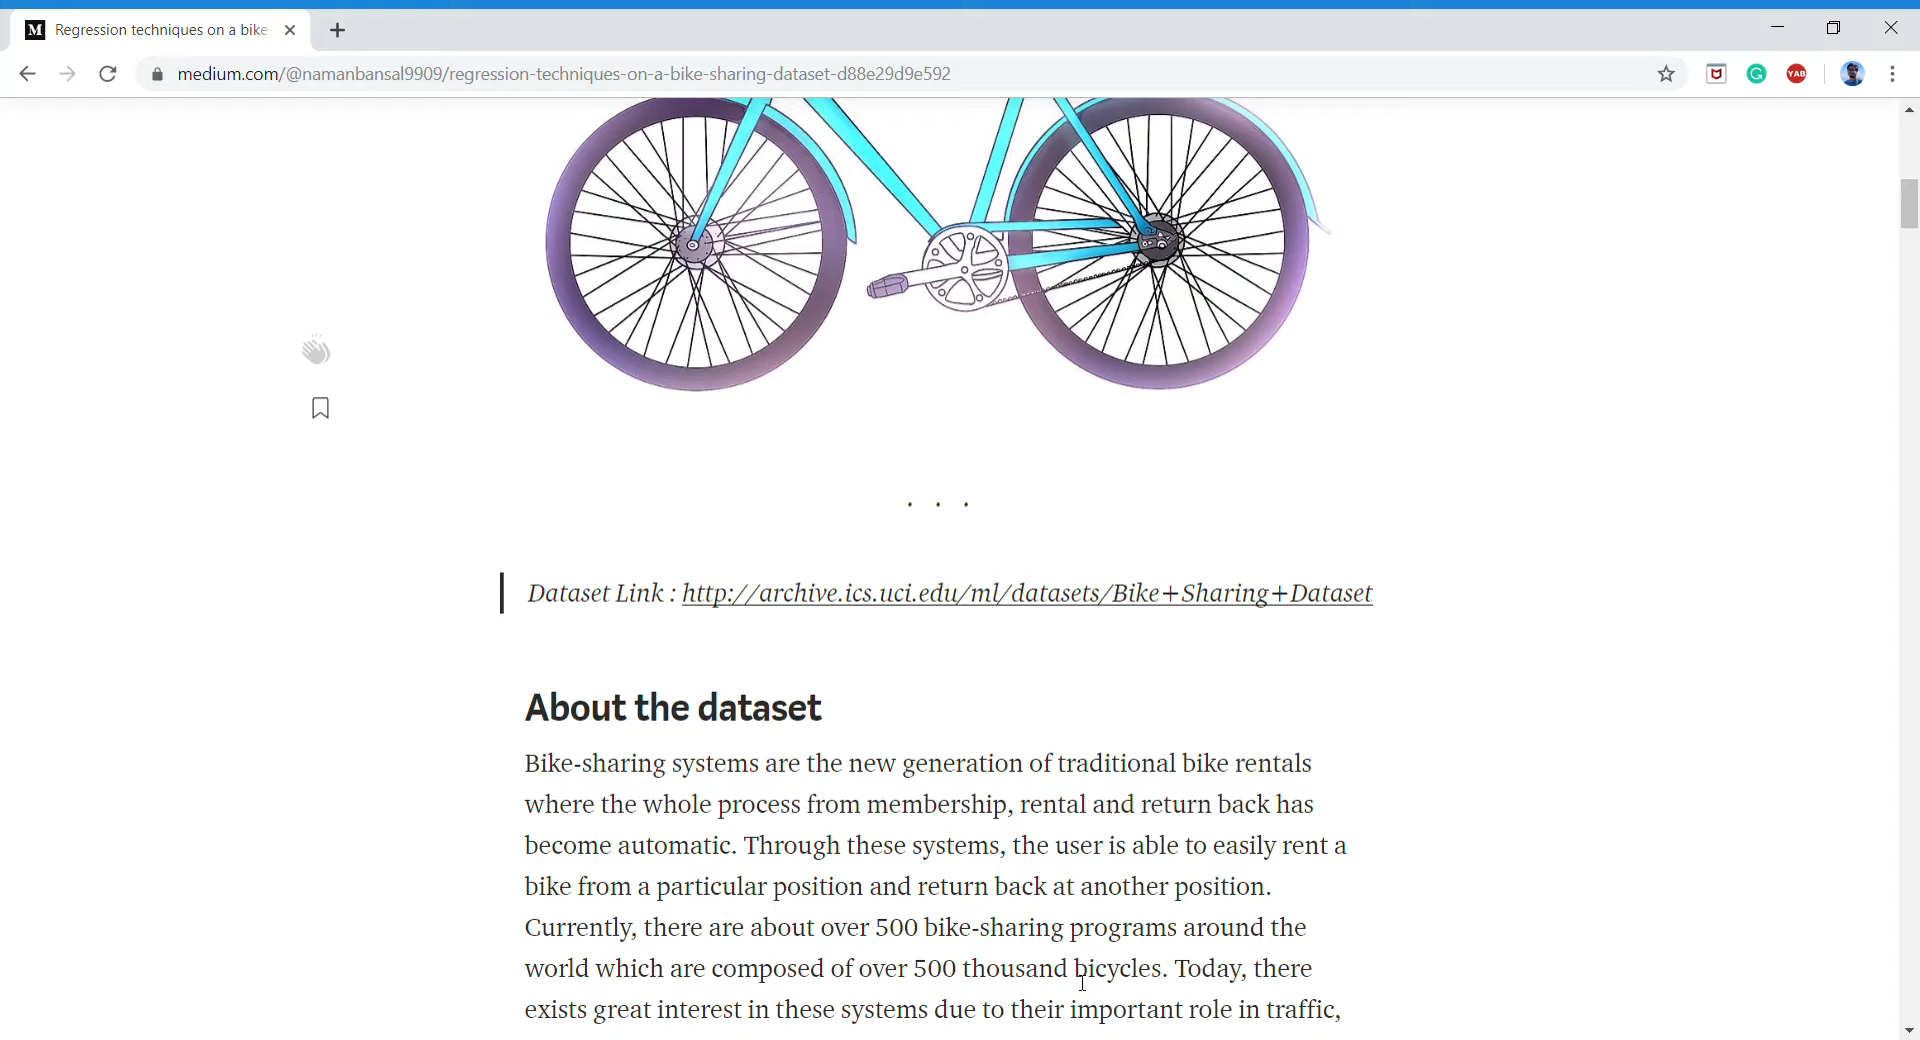 M Regression techniques on a bike-
medium.com/@namanbansal9909/regression-techniques-on-a-bike-sharing-dataset-d88e29d9e592
YAB
. . .
Dataset Link : http://archive.ics.uci.edu/ml/datasets/Bike+Sharing+Dataset
About the dataset
Bike-sharing systems are the new generation of traditional bike rentals
where the whole process from membership, rental and return back has
become automatic. Through these systems, the user is able to easily rent a
bike from a particular position and return back at another position.
Currently, there are about over 500 bike-sharing programs around the
world which are composed of over 500 thousand bicycles. Today, there
exists great interest in these systems due to their important role in traffic,